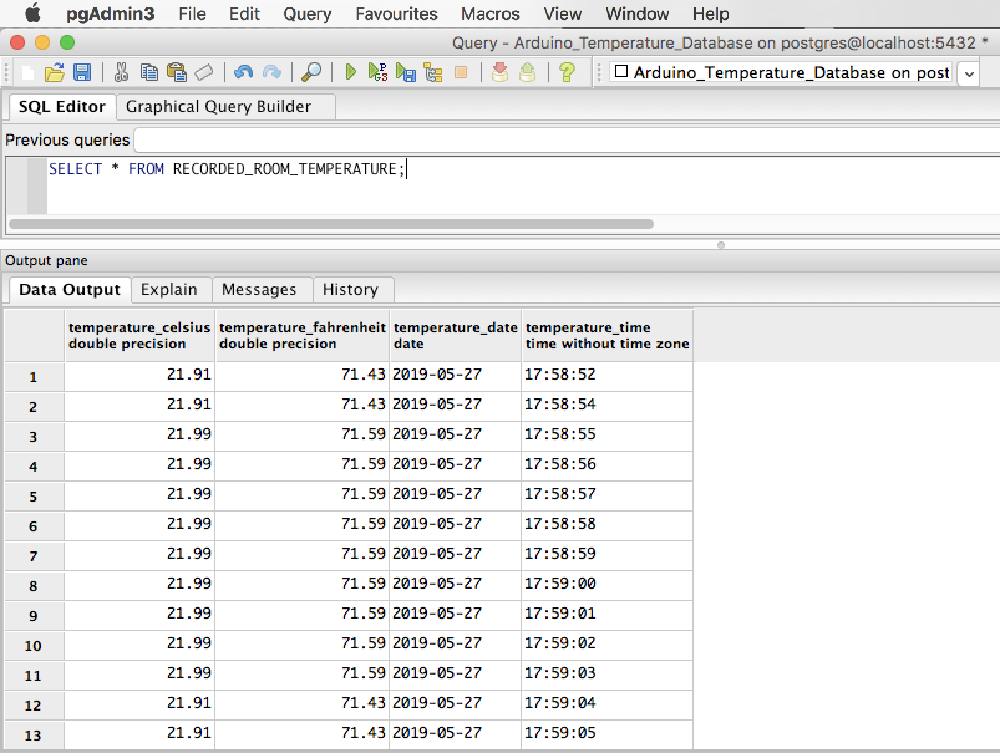 pgAdmin3 File Edit Query Favourites Macros View Window Help
Query - Arduino_Temperature_Database on postgres@localhost:5432 *
Arduino_Temperature_Database on post
SQL Editor Graphical Query Builder
Previous queries
SELECT * FROM RECORDED_ROOM_TEMPERATURE;
Output pane
Data Output Explain Messages History
temperature_celsius temperature_fahrenheit temperature_date temperature_time
double precision double precision date time without time zone
1 21.91 71.43 2019-05-27 17:58:52
2 21.91 71.43 2019-05-27 17:58:54
3 21.99 71.59 2019-05-27 17:58:55
4 21.99 71.59 2019-05-27 17:58:56
5 21.99 71.59 2019-05-27 17:58:57
6 21.99 71.59 2019-05-27 17:58:58
7 21.99 71.59 2019-05-27 17:58:59
8 21.99 71.59 2019-05-27 17:59:00
9 21.99 71.59 2019-05-27 17:59:01
10 21.99 71.59 2019-05-27 17:59:02
11 21.99 71.59 2019-05-27 17:59:03
12 21.91 71.43 2019-05-27 17:59:04
13 21.91 71.43 2019-05-27 17:59:05